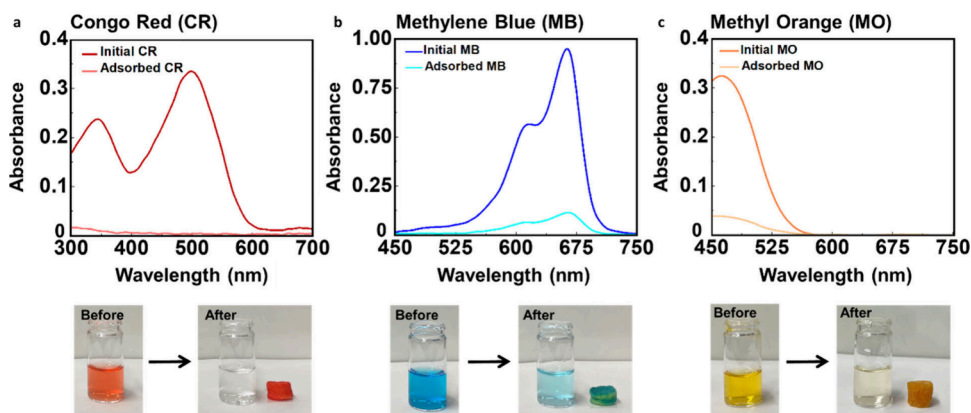 a
Congo Red (CR)
0.4
0.3
0.2
0.1
0
Absorbance
Initial CR
Adsorbed CR
300
400
500
600
700
Wavelength (nm)
b
Methylene Blue (MB)
1.00
0.75
0.50
0.25
0
Absorbance
Initial MB
Adsorbed MB
450
525
600
675
750
Wavelength (nm)
c
Methyl Orange (MO)
0.4
0.3
0.2
0.1
0
Absorbance
Initial MO
Adsorbed MO
450
525
600
675
750
Wavelength (nm)
Before
After
Before
After
Before
After